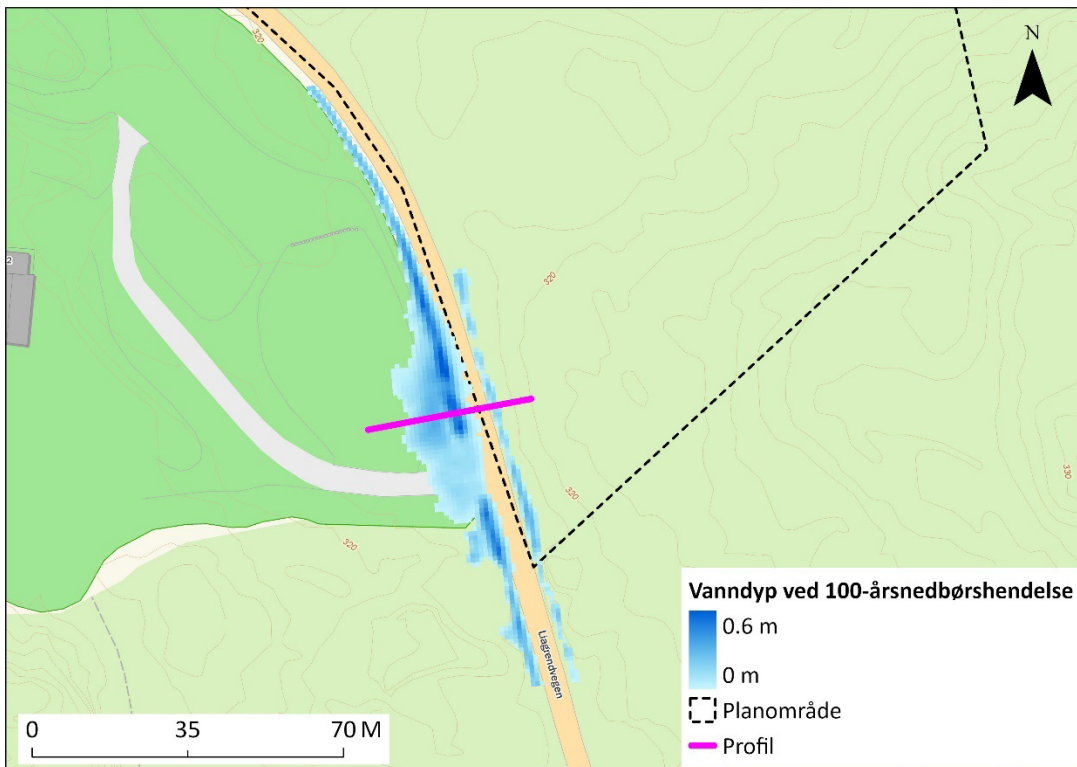 320
N
2
320
320
330
320
320
Liagrendvegen
Vanndyp ved 100-årsnedbørshendelse
0.6 m
0 m
Planområde
Profil
0 35 70 M